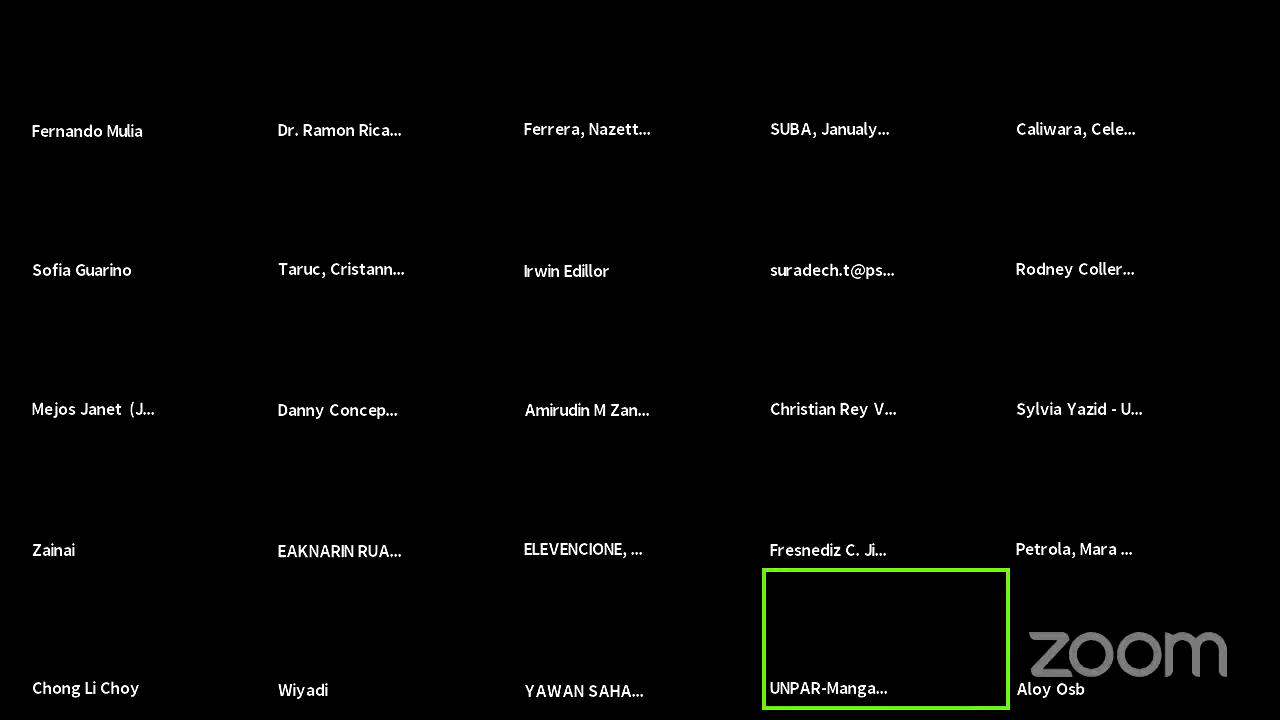 Fernando Mulia
Dr. Ramon Rica...
Ferrera, Nazett...
SUBA, Janualy...
Caliwara, Cele...
Sofia Guarino
Taruc, Cristann...
Irwin Edillor
suradech.t@ps...
Rodney Coller...
Mejos Janet (J...
Danny Concep...
Amirudin M Zan...
Christian Rey V...
Sylvia Yazid - U...
Zainai
EAKNARIN RUA...
ELEVENCIONE, ...
Fresnediz C. Ji...
Petrola, Mara ...
Chong Li Choy
Wiyadi
YAWAN SAHA...
UNPAR-Manga...
Aloy Osb
zoom